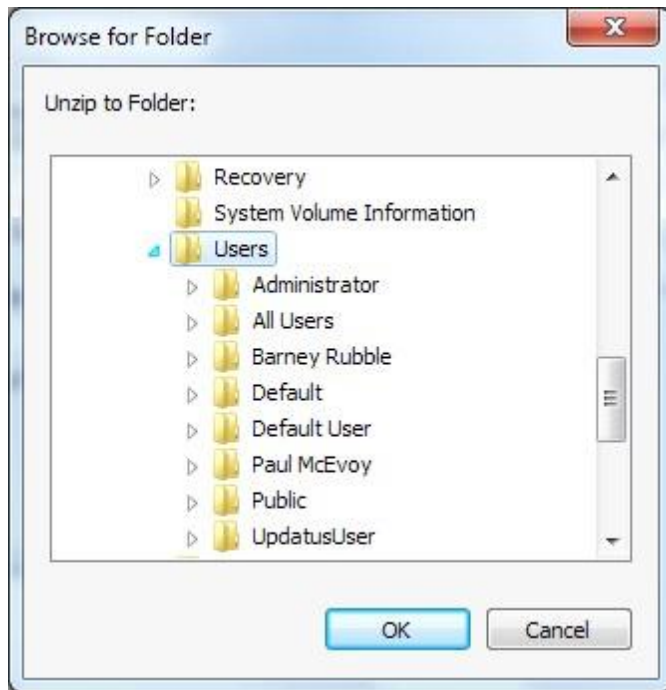 Browse for Folder
Unzip to Folder:
Recovery
System Volume Information
Users
Administrator
All Users
Barney Rubble
Default
Default User
Paul McEvoy
Public
UpdatusUser
OK Cancel